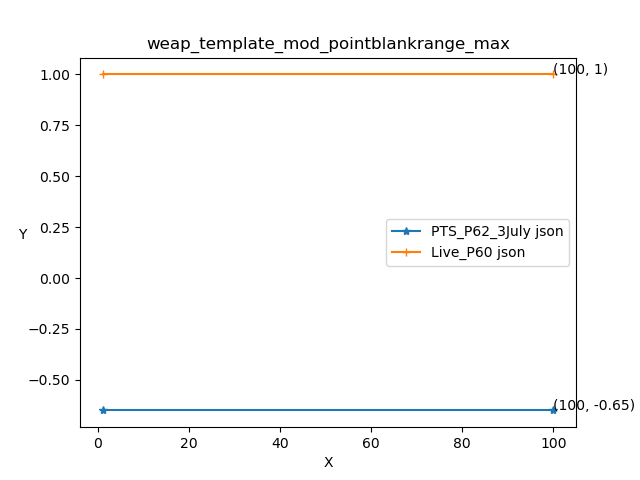 weap_template_mod_pointblankrange_max
1.00
0.75
0.50
0.25
0.00
−0.25
−0.50
Y
(100, 1)
PTS_P62_3July json
Live_P60 json
(100, -0.65)
0 20 40 60 80 100
X